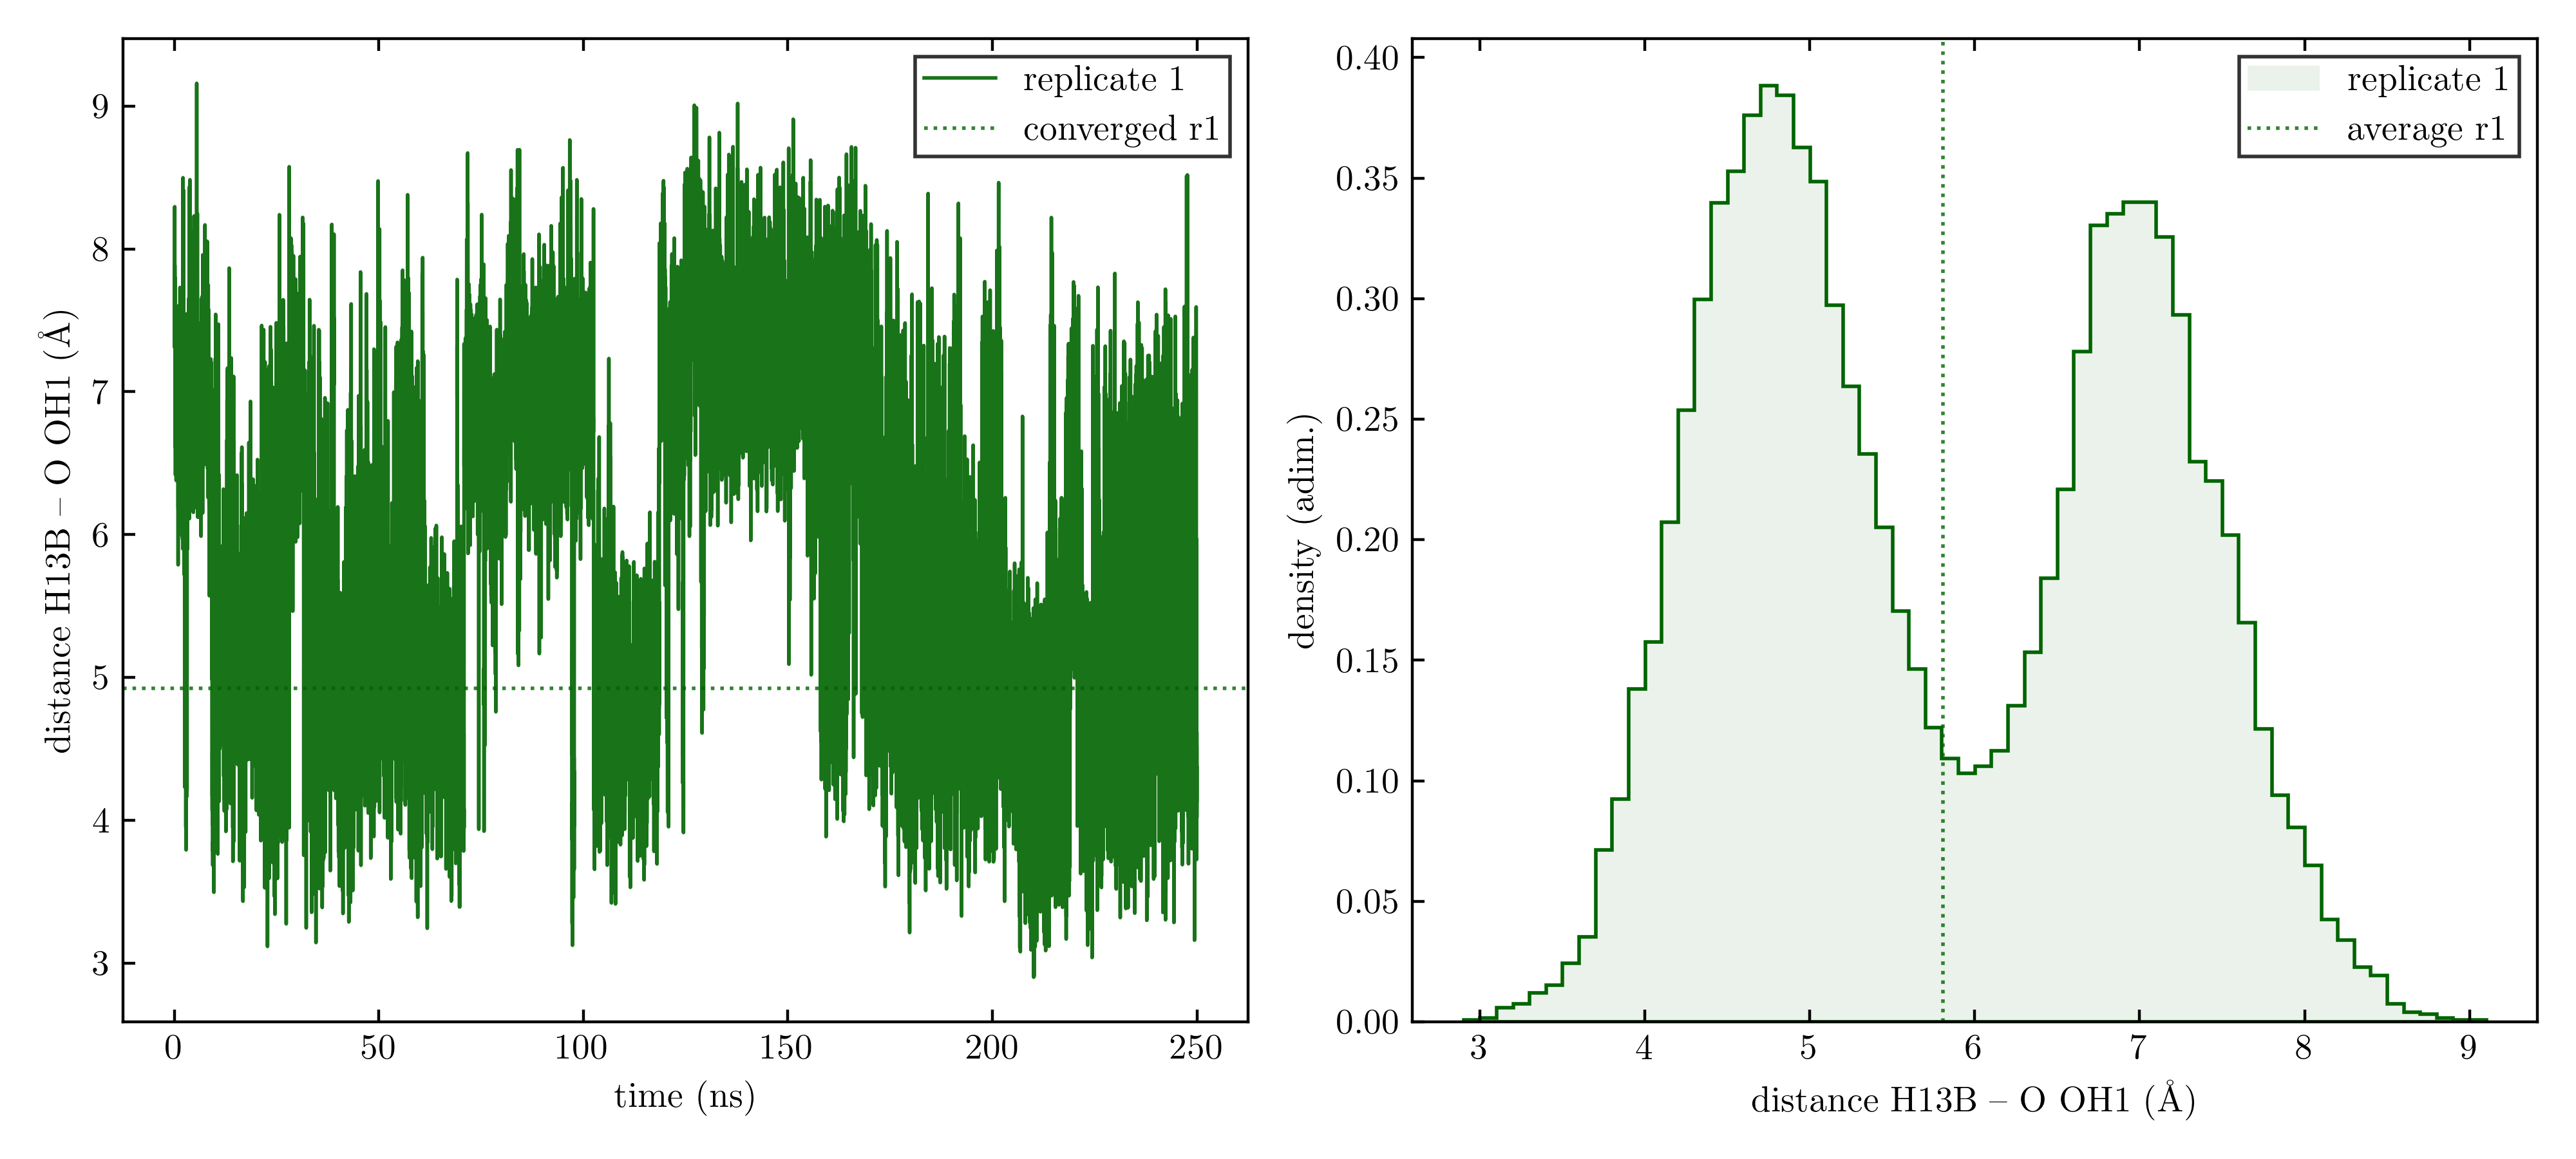 replicate 1
converged r1
9
8
7
6
5
4
3
distance H13B – O OH1 (Å)
0 50 100 150 200 250
time (ns)
replicate 1
average r1
0.40
0.35
0.30
0.25
0.20
0.15
0.10
0.05
0.00
density (adim.)
3 4 5 6 7 8 9
distance H13B – O OH1 (Å)